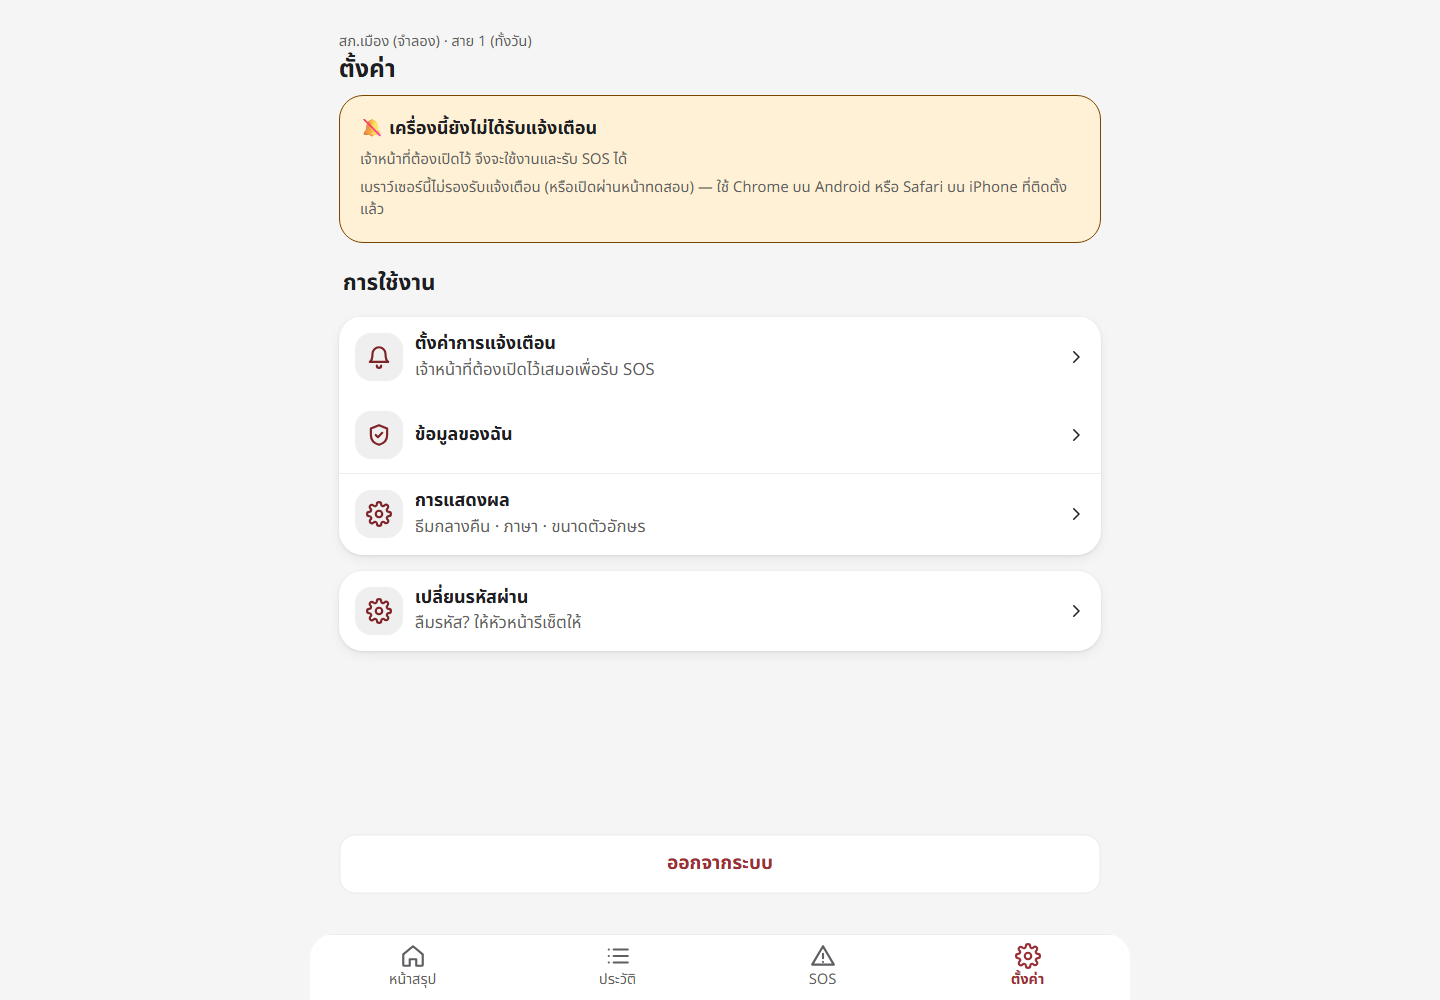 สภ.เมือง (จำลอง) · สาย 1 (ทั้งวัน)
ตั้งค่า
เครื่องนี้ยังไม่ได้รับแจ้งเตือน
เจ้าหน้าที่ต้องเปิดไว้ จึงจะใช้งานและรับ SOS ได้
เบราว์เซอร์นี้ไม่รองรับแจ้งเตือน (หรือเปิดผ่านหน้าทดสอบ) — ใช้ Chrome บน Android หรือ Safari บน iPhone ที่ติดตั้ง
แล้ว
การใช้งาน
ตั้งค่าการแจ้งเตือน
เจ้าหน้าที่ต้องเปิดไว้เสมอเพื่อรับ SOS
ข้อมูลของฉัน
การแสดงผล
ธีมกลางคืน · ภาษา · ขนาดตัวอักษร
เปลี่ยนรหัสผ่าน
ลืมรหัส? ให้หัวหน้ารีเซ็ตให้
ออกจากระบบ
หน้าสรุป
ประวัติ
SOS
ตั้งค่า